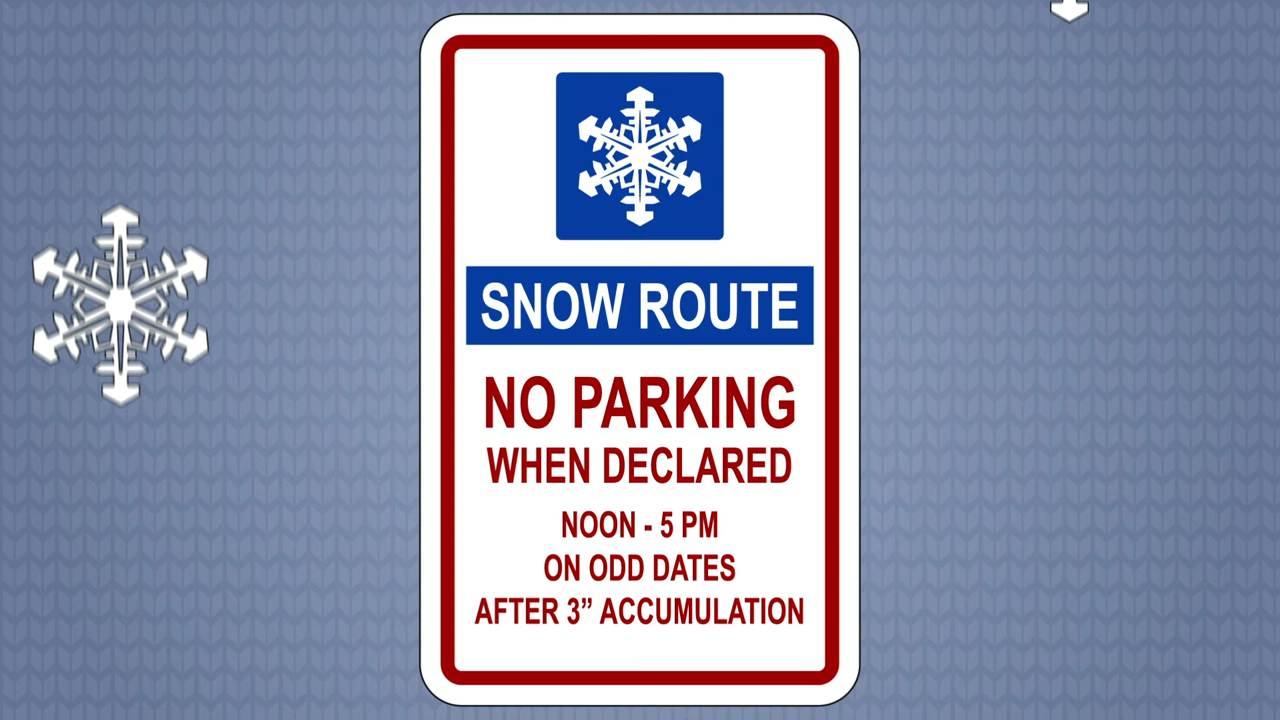 SNOW ROUTE
NO PARKING
WHEN DECLARED
NOON - 5 PM
ON ODD DATES
AFTER 3” ACCUMULATION